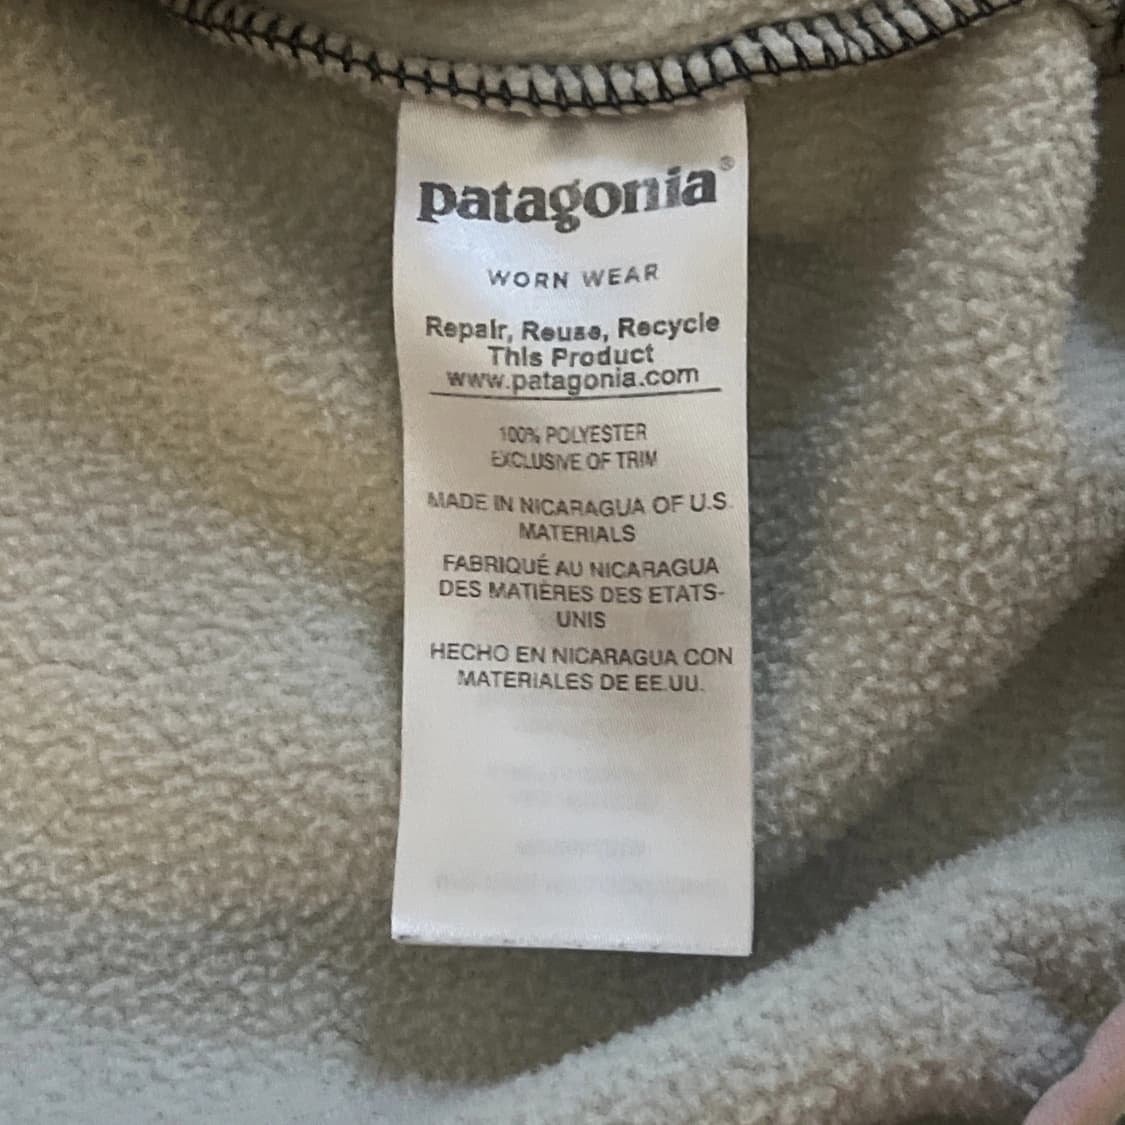 patagonia®
WORN WEAR
Repair, Reuse, Recycle
This Product
www.patagonia.com
100% POLYESTER
EXCLUSIVE OF TRIM
MADE IN NICARAGUA OF U.S.
MATERIALS
FABRIQUÉ AU NICARAGUA
DES MATIÈRES DES ETATS-
UNIS
HECHO EN NICARAGUA CON
MATERIALES DE EE.UU.